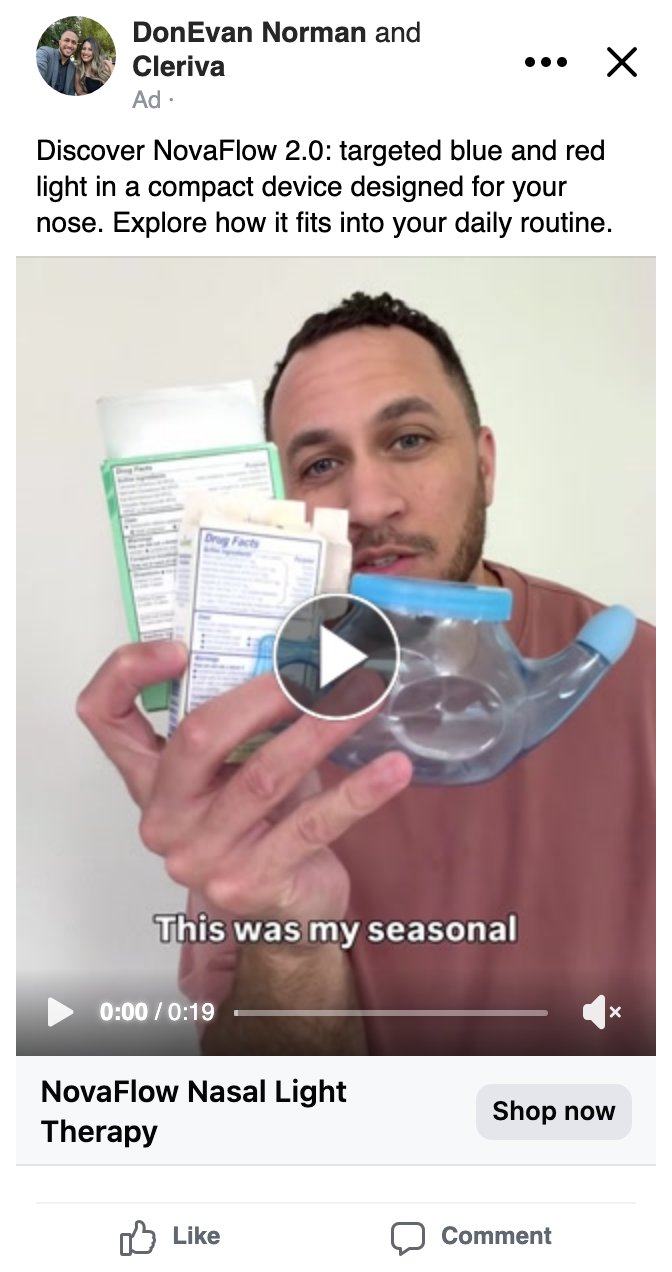 DonEvan Norman and
Cleriva
Ad ·
Discover NovaFlow 2.0: targeted blue and red
light in a compact device designed for your
nose. Explore how it fits into your daily routine.
Drug Facts
Drug Facts
This was my seasonal
0:00 / 0:19
NovaFlow Nasal Light
Therapy
Shop now
Like
Comment